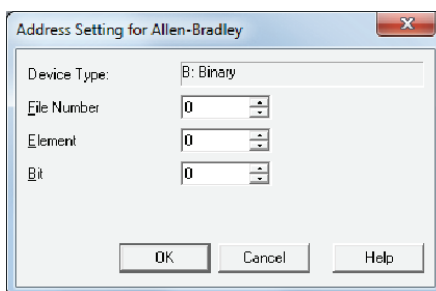 Address Setting for Allen-Bradley
Device Type: B: Binary
File Number 0
Element 0
Bit 0
OK Cancel Help